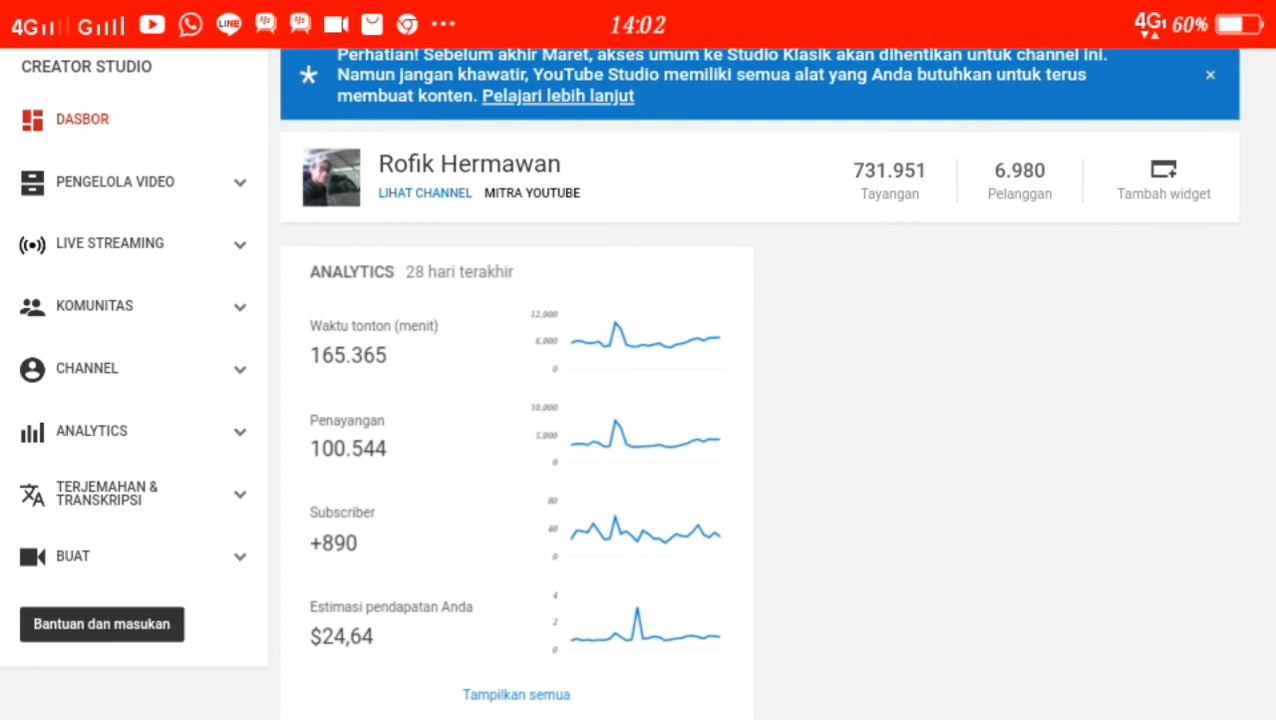 4G G LINE 14:02 4G1 60%
CREATOR STUDIO
DASBOR
PENGELOLA VIDEO
LIVE STREAMING
KOMUNITAS
CHANNEL
ANALYTICS
TERJEMAHAN &
TRANSKRIPSI
BUAT
Bantuan dan masukan
Perhatian! Sebelum akhir Maret, akses umum ke Studio Klasik akan dihentikan untuk channel ini.
Namun jangan khawatir, YouTube Studio memiliki semua alat yang Anda butuhkan untuk terus
membuat konten. Pelajari lebih lanjut
Rofik Hermawan
LIHAT CHANNEL MITRA YOUTUBE
731.951
Tayangan
6.980
Pelanggan
Tambah widget
ANALYTICS 28 hari terakhir
Waktu tonton (menit)
165.365
12,000
6,000
0
Penayangan
100.544
10,000
5,000
0
Subscriber
+890
80
40
0
Estimasi pendapatan Anda
$24,64
4
2
0
Tampilkan semua